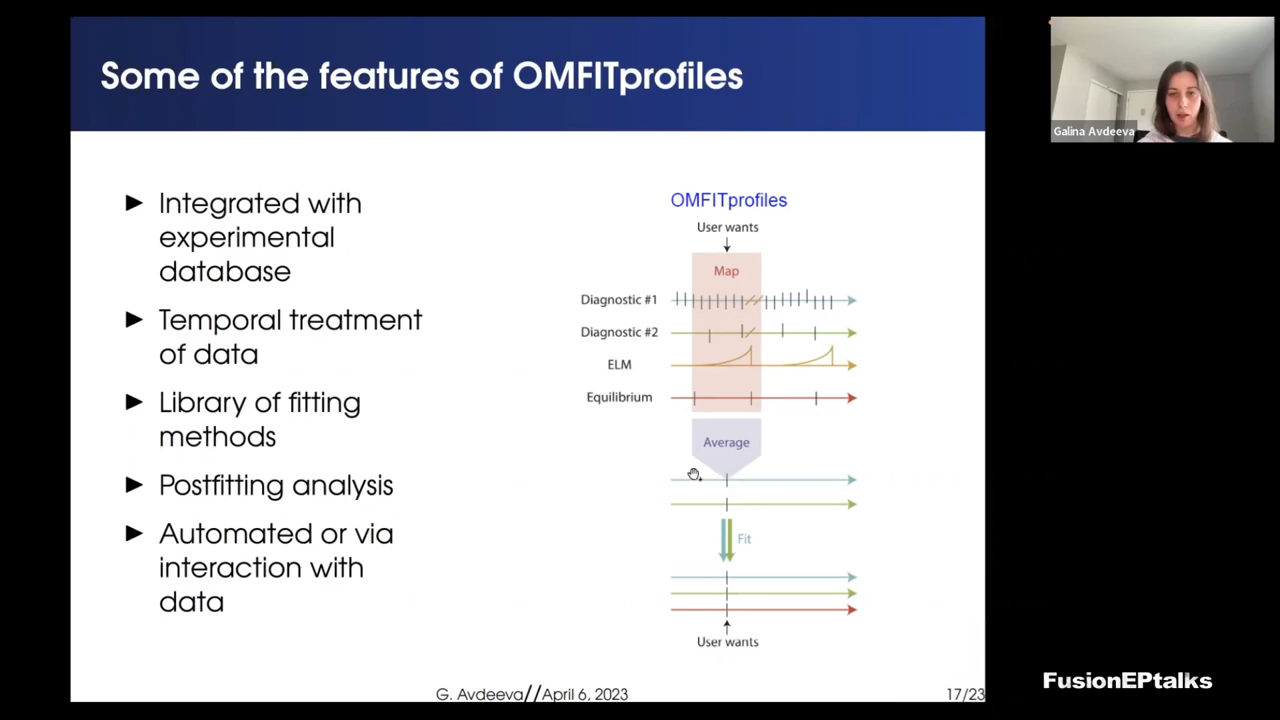 Some of the features of OMFITprofiles
Galina Avdeeva
▶ Integrated with
experimental
database
▶ Temporal treatment
of data
▶ Library of fitting
methods
▶ Postfitting analysis
▶ Automated or via
interaction with
data
OMFITprofiles
User wants
Map
Diagnostic #1
Diagnostic #2
ELM
Equilibrium
Average
Fit
User wants
G. Avdeeva//April 6, 2023
17/23
FusionEPtalks